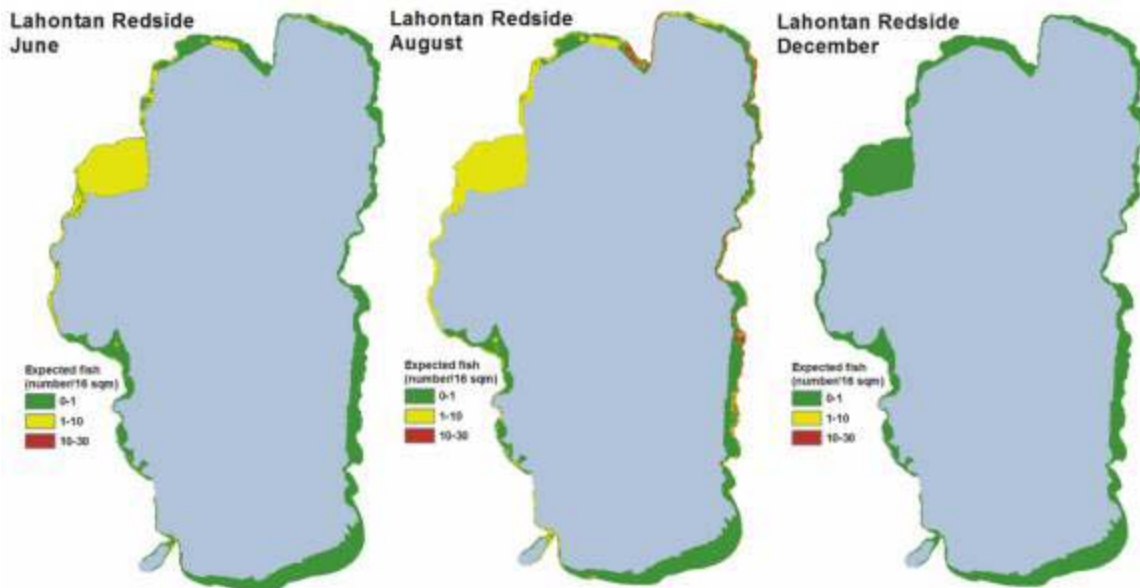 Lahontan Redside
June
Expected fish
(number/16 sqm)
0-1
1-10
10-30
Lahontan Redside
August
Expected fish
(number/16 sqm)
0-1
1-10
10-30
Lahontan Redside
December
Expected fish
(number/16 sqm)
0-1
1-10
10-30